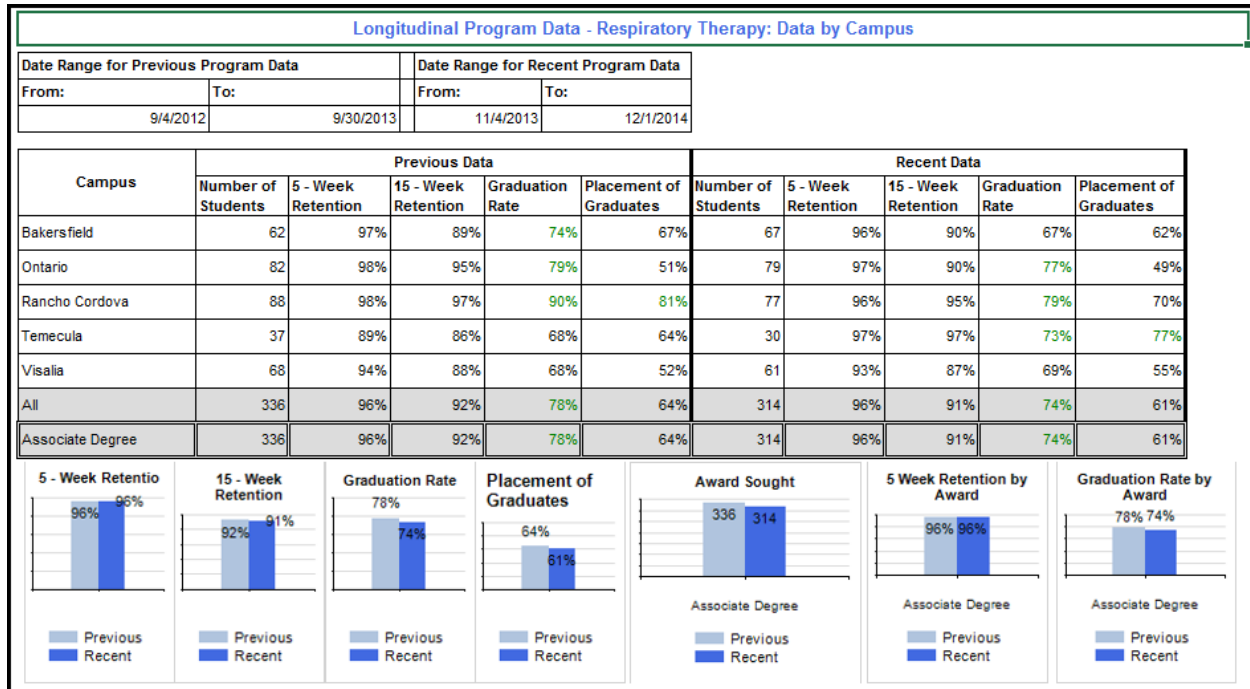 Longitudinal Program Data - Respiratory Therapy: Data by Campus
Date Range for Previous Program Data Date Range for Recent Program Data
From: To: From: To:
9/4/2012 9/30/2013 11/4/2013 12/1/2014
Campus Previous Data Recent Data
Number of Students 5 - Week Retention 15 - Week Retention Graduation Rate Placement of Graduates Number of Students 5 - Week Retention 15 - Week Retention Graduation Rate Placement of Graduates
Bakersfield 62 97% 89% 74% 67% 67 96% 90% 67% 62%
Ontario 82 98% 95% 79% 51% 79 97% 90% 77% 49%
Rancho Cordova 88 98% 97% 90% 81% 77 96% 95% 79% 70%
Temecula 37 89% 86% 68% 64% 30 97% 97% 73% 77%
Visalia 68 94% 88% 68% 52% 61 93% 87% 69% 55%
All 336 96% 92% 78% 64% 314 96% 91% 74% 61%
Associate Degree 336 96% 92% 78% 64% 314 96% 91% 74% 61%
5 - Week Retentio
96% 96%
Previous
Recent
15 - Week
Retention
92% 91%
Previous
Recent
Graduation Rate
78%
74%
Previous
Recent
Placement of
Graduates
64%
61%
Previous
Recent
Award Sought
336 314
Associate Degree
Previous
Recent
5 Week Retention by
Award
96% 96%
Associate Degree
Previous
Recent
Graduation Rate by
Award
78% 74%
Associate Degree
Previous
Recent